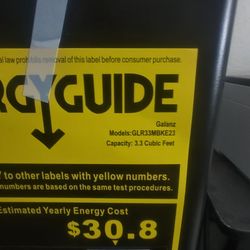 al law prohibits removal of this label before consumer purchase.
RGYGUIDE
Galanz
Models:GLR33MBKE23
Capacity: 3.3 Cubic Feet
to other labels with yellow numbers.
numbers are based on the same test procedures.
Estimated Yearly Energy Cost
$30.8